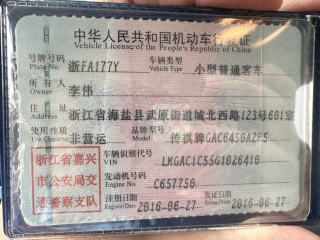 中华人民共和国机动车行驶证
Vehicle License of the People's Republic of China
号牌号码 浙FA177Y 车辆类型 小型普通客车
Plate No. Vehicle Type
所有人 李伟
Owner
住址 浙江省海盐县武原街道城北西路123号601室
Address
使用性质 非营运 品牌型号 传祺牌GAC6450A2F5
Use Character Model
浙江省嘉兴 车辆识别代号 LMGAC1C55G1026410
市公安局交 VIN
通警察支队 发动机号码 C657750
Engine No.
注册日期 2016-06-27 发证日期 2016-06-27
Register Date Issue Date